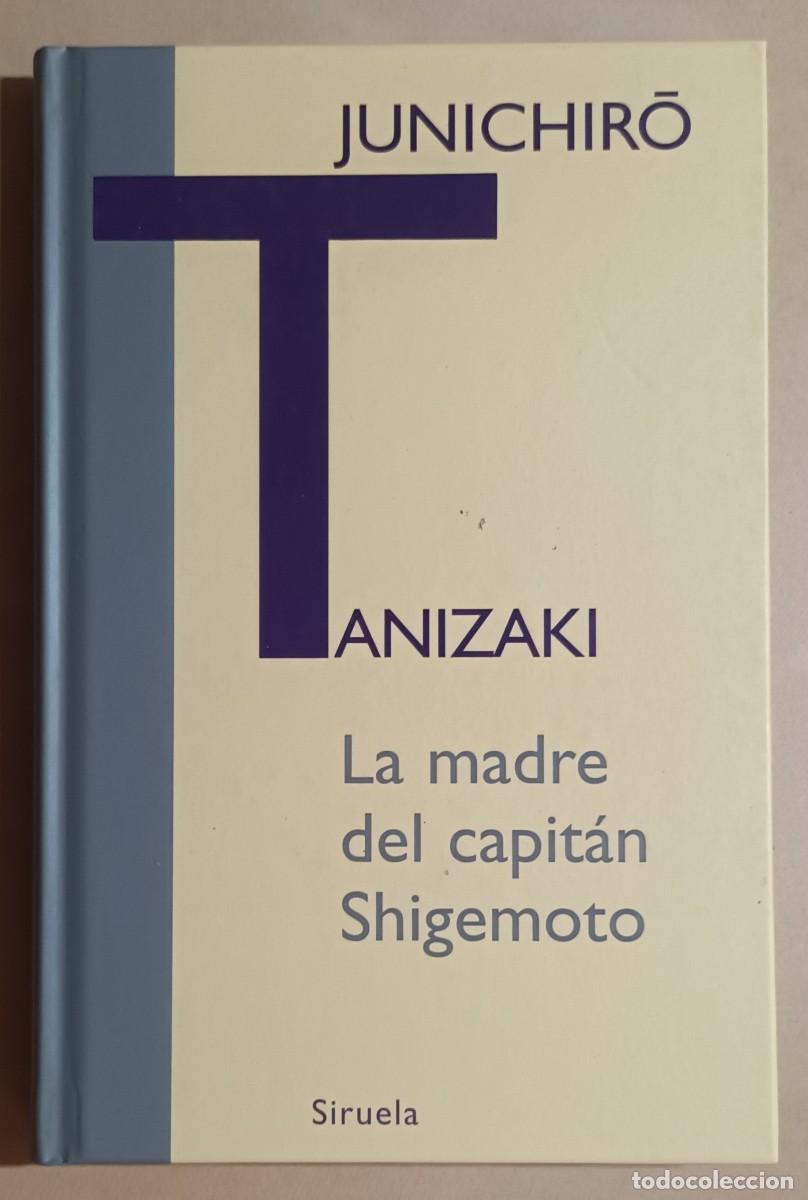 JUNICHIRŌ
TANIZAKI
La madre
del capitán
Shigemoto
Siruela
todocoleccion